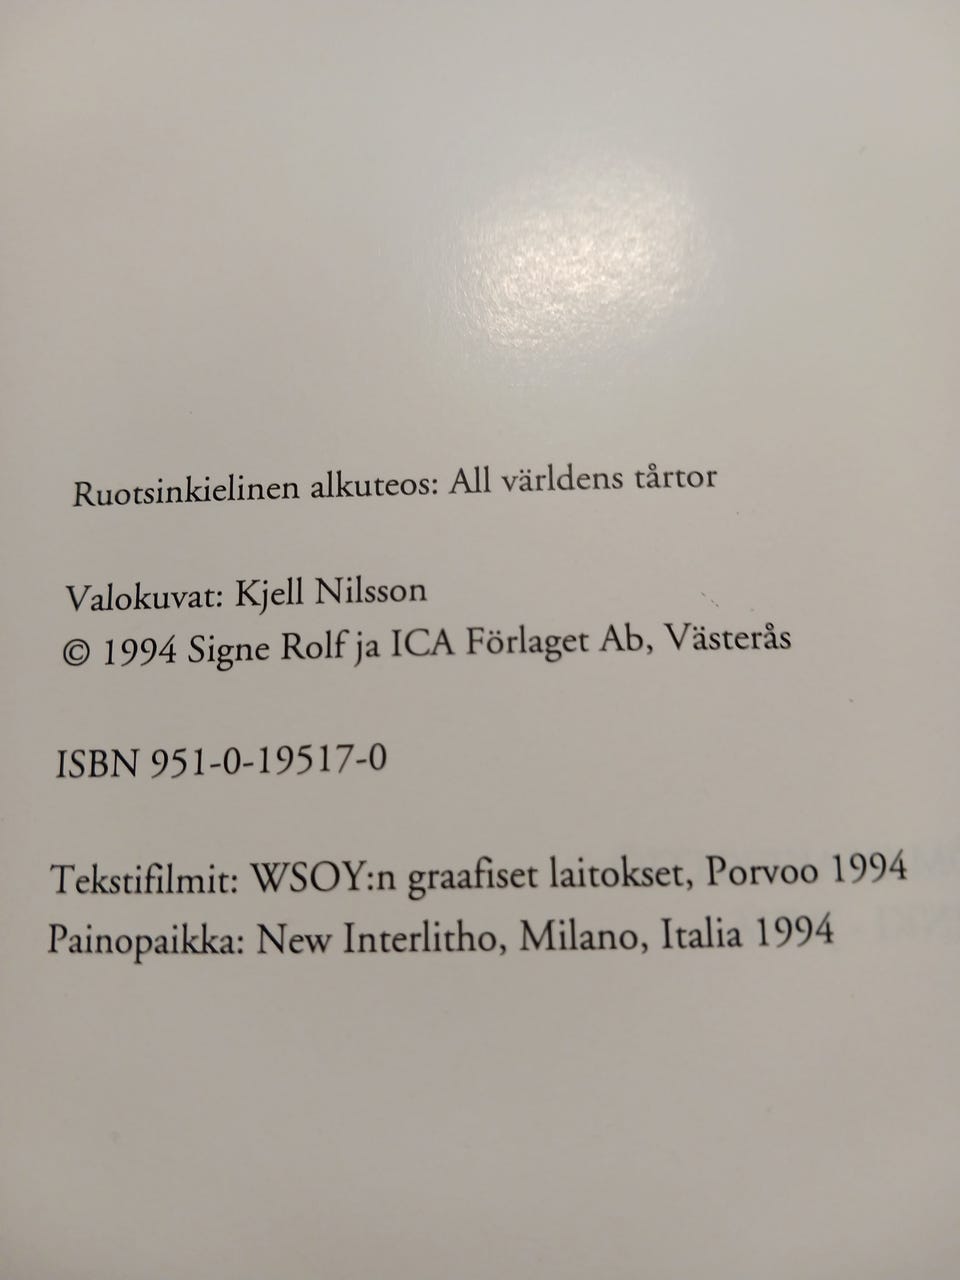 Ruotsinkielinen alkuteos: All världens tårtor
Valokuvat: Kjell Nilsson
© 1994 Signe Rolf ja ICA Förlaget Ab, Västerås
ISBN 951-0-19517-0
Tekstifilmit: WSOY:n graafiset laitokset, Porvoo 1994
Painopaikka: New Interlitho, Milano, Italia 1994